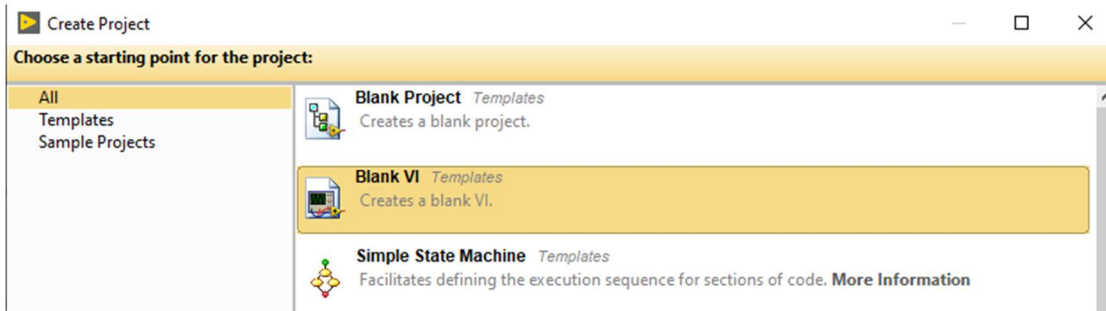 Create Project
Choose a starting point for the project:
All
Templates
Sample Projects
Blank Project Templates
Creates a blank project.
Blank VI Templates
Creates a blank VI.
Simple State Machine Templates
Facilitates defining the execution sequence for sections of code. More Information